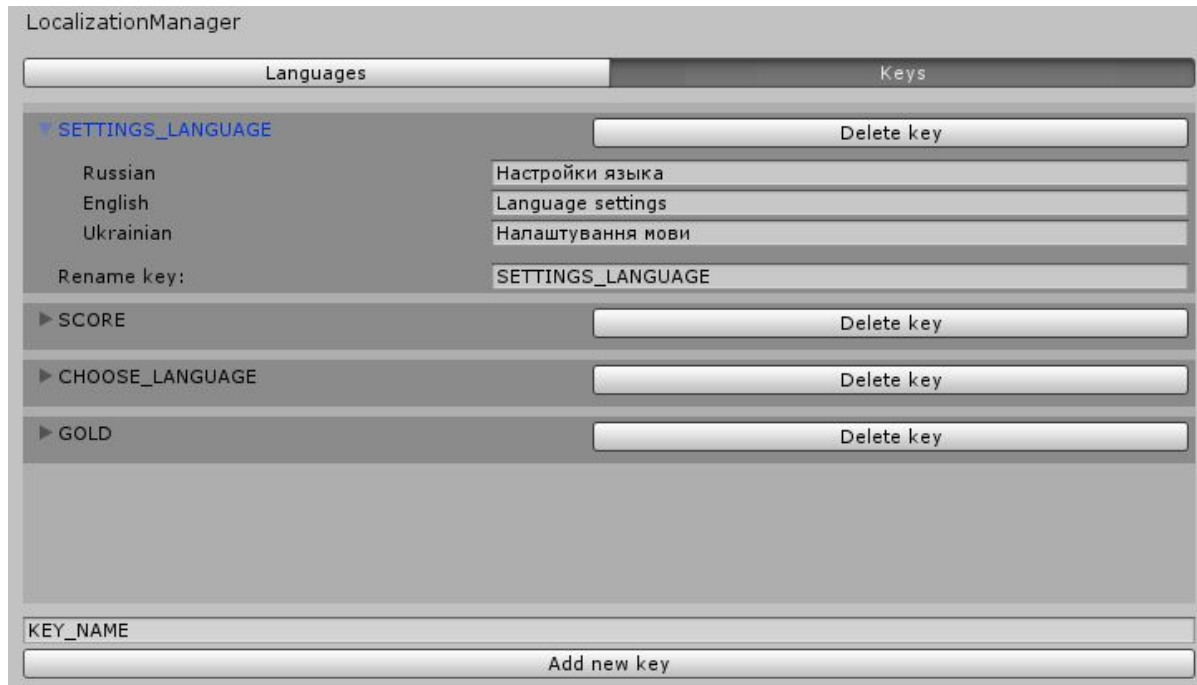 LocalizationManager
Languages Keys
SETTINGS_LANGUAGE Delete key
Russian Настройки языка
English Language settings
Ukrainian Налаштування мови
Rename key: SETTINGS_LANGUAGE
SCORE Delete key
CHOOSE_LANGUAGE Delete key
GOLD Delete key
KEY_NAME
Add new key